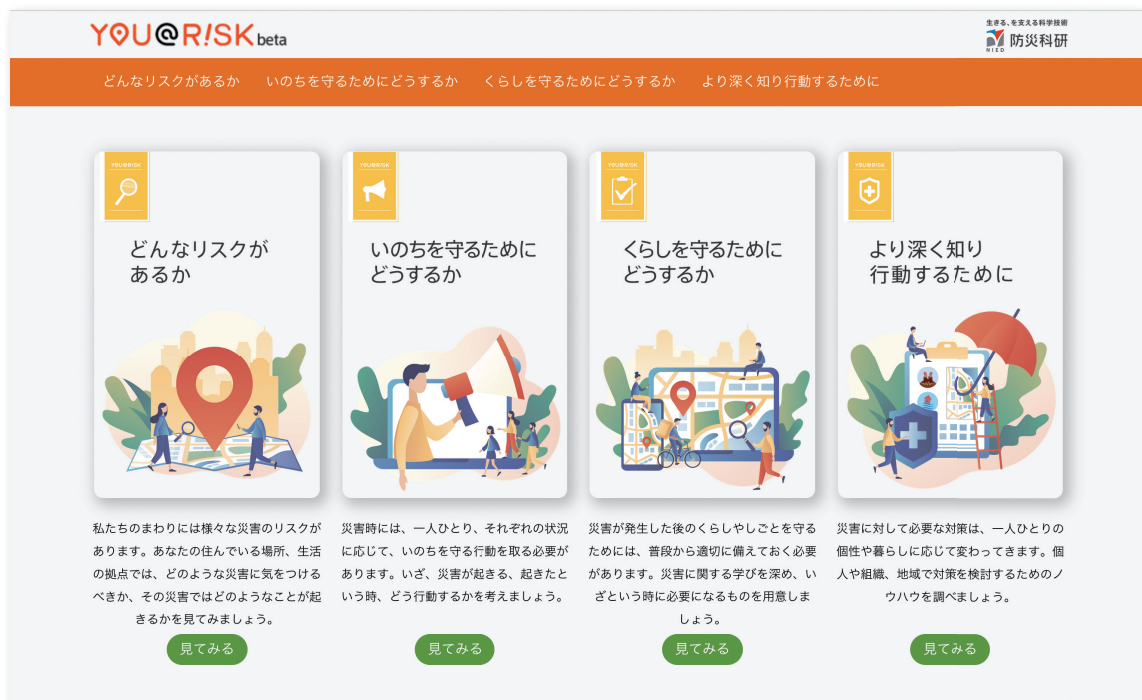 YOU@R!SK beta
生きる、を支える科学技術
防災科研
NIED
どんなリスクがあるか いのちを守るためにどうするか くらしを守るためにどうするか より深く知り行動するために
YOU@RISK
どんなリスクが
あるか
YOU@RISK
いのちを守るために
どうするか
YOU@RISK
くらしを守るために
どうするか
YOU@RISK
より深く知り
行動するために
私たちのまわりには様々な災害のリスクが
あります。あなたの住んでいる場所、生活
の拠点では、どのような災害に気をつける
べきか、その災害ではどのようなことが起
きるかを見てみましょう。
見てみる
災害時には、一人ひとり、それぞれの状況
に応じて、いのちを守る行動を取る必要が
あります。いざ、災害が起きる、起きたと
いう時、どう行動するかを考えましょう。
見てみる
災害が発生した後のくらしやしごとを守る
ためには、普段から適切に備えておく必要
があります。災害に関する学びを深め、い
ざという時に必要になるものを用意しま
しょう。
見てみる
災害に対して必要な対策は、一人ひとりの
個性や暮らしに応じて変わってきます。個
人や組織、地域で対策を検討するためのノ
ウハウを調べましょう。
見てみる